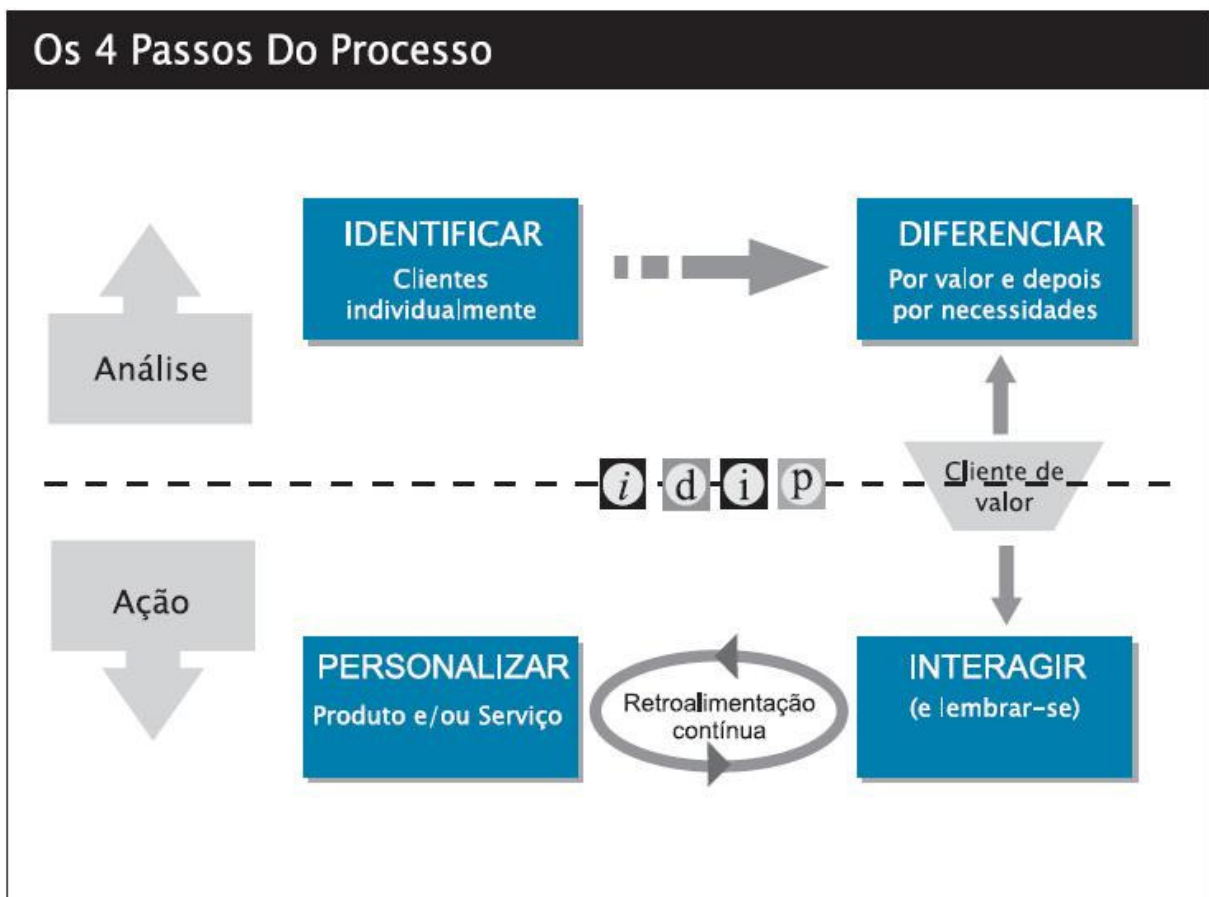 Os 4 Passos Do Processo
IDENTIFICAR
Clientes
individualmente
DIFERENCIAR
Por valor e depois
por necessidades
Análise
i d i p
Cliente de
valor
Ação
PERSONALIZAR
Produto e/ou Serviço
Retroalimentação
contínua
INTERAGIR
(e lembrar-se)